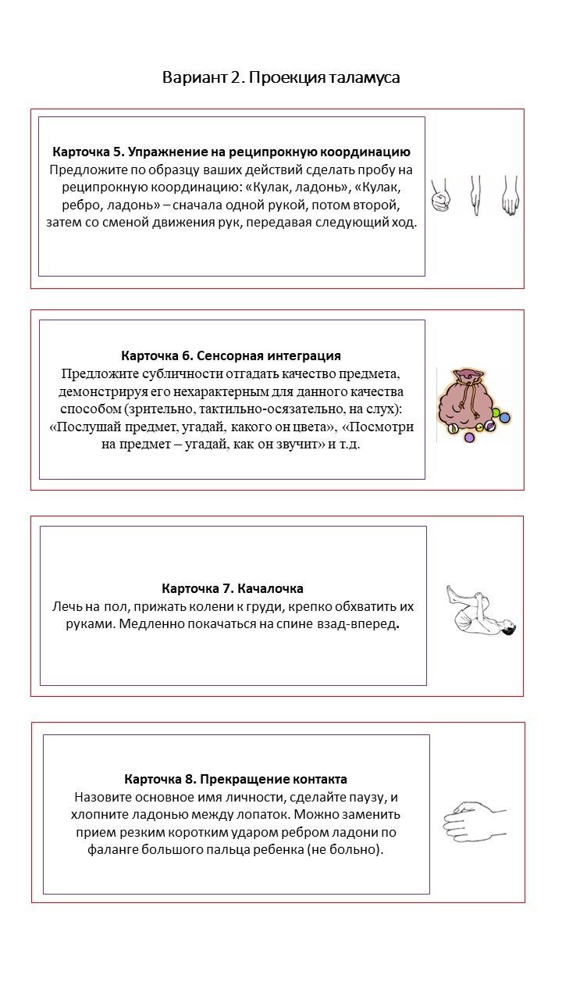 Вариант 2. Проекция таламуса
Карточка 5. Упражнение на реципрокную координацию
Предложите по образцу ваших действий сделать пробу на
реципрокную координацию: «Кулак, ладонь», «Кулак,
ребро, ладонь» – сначала одной рукой, потом второй,
затем со сменой движения рук, передавая следующий ход.
Карточка 6. Сенсорная интеграция
Предложите субличности отгадать качество предмета,
демонстрируя его нехарактерным для данного качества
способом (зрительно, тактильно-осязательно, на слух):
«Послушай предмет, угадай, какого он цвета», «Посмотри
на предмет – угадай, как он звучит» и т.д.
Карточка 7. Качалочка
Лечь на пол, прижать колени к груди, крепко обхватить их
руками. Медленно покачаться на спине взад-вперед.
Карточка 8. Прекращение контакта
Назовите основное имя личности, сделайте паузу, и
хлопните ладонью между лопаток. Можно заменить
прием резким коротким ударом ребром ладони по
фаланге большого пальца ребенка (не больно).